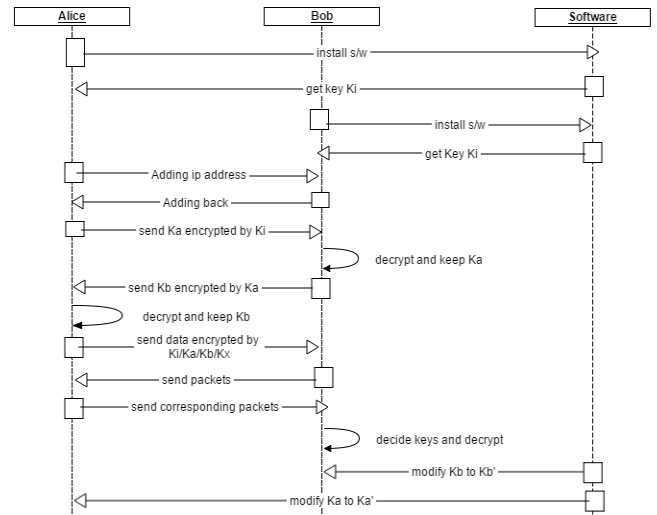 Alice
Bob
Software
install s/w
get key Ki
install s/w
get Key Ki
Adding ip address
Adding back
send Ka encrypted by Ki
decrypt and keep Ka
send Kb encrypted by Ka
decrypt and keep Kb
send data encrypted by
Ki/Ka/Kb/Kx
send packets
send corresponding packets
decide keys and decrypt
modify Kb to Kb'
modify Ka to Ka'